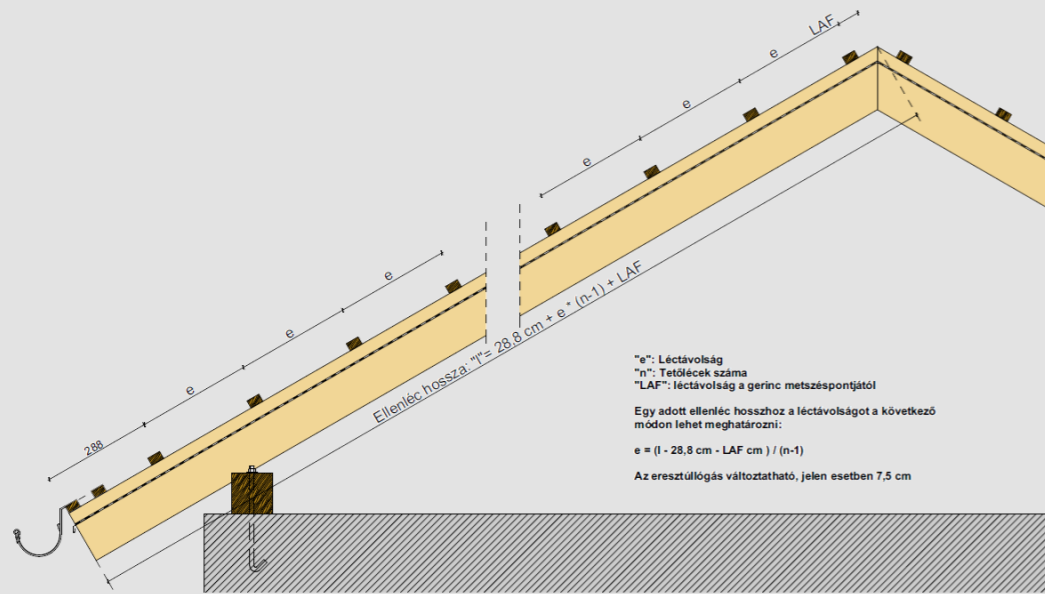 LAF
e
e
e
e
e
e
288
Ellenléc hossza: "l"= 28,8 cm + e * (n-1) + LAF
"e": Léctávolság
"n": Tetőlécek száma
"LAF": léctávolság a gerinc metszéspontjától
Egy adott ellenléc hosszhoz a léctávolságot a következő
módon lehet meghatározni:
e = (l - 28,8 cm - LAF cm ) / (n-1)
Az eresztúllógás változtatható, jelen esetben 7,5 cm